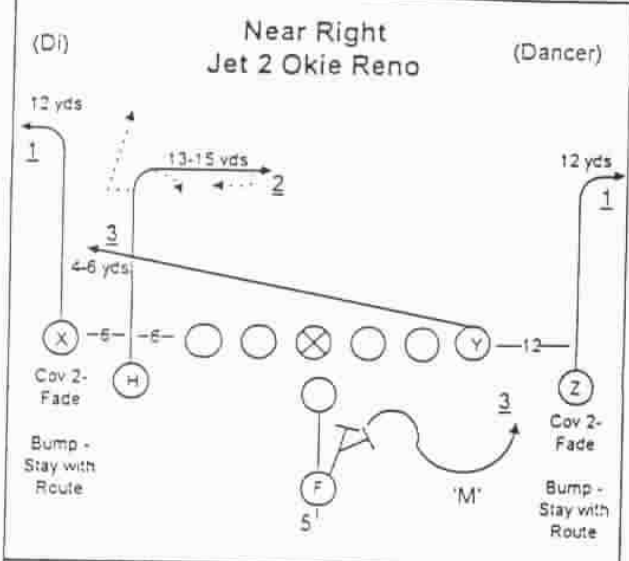 Near Right
Jet 2 Okie Reno
(Di)
(Dancer)
12 yds
1
13-15 vds
2
12 yds
1
3
4-6 yds
X
-6-
-6-
H
Y
-12-
Z
Cov 2-
Fade
Bump -
Stay with
Route
F
5'
'M'
3
Cov 2-
Fade
Bump -
Stay with
Route